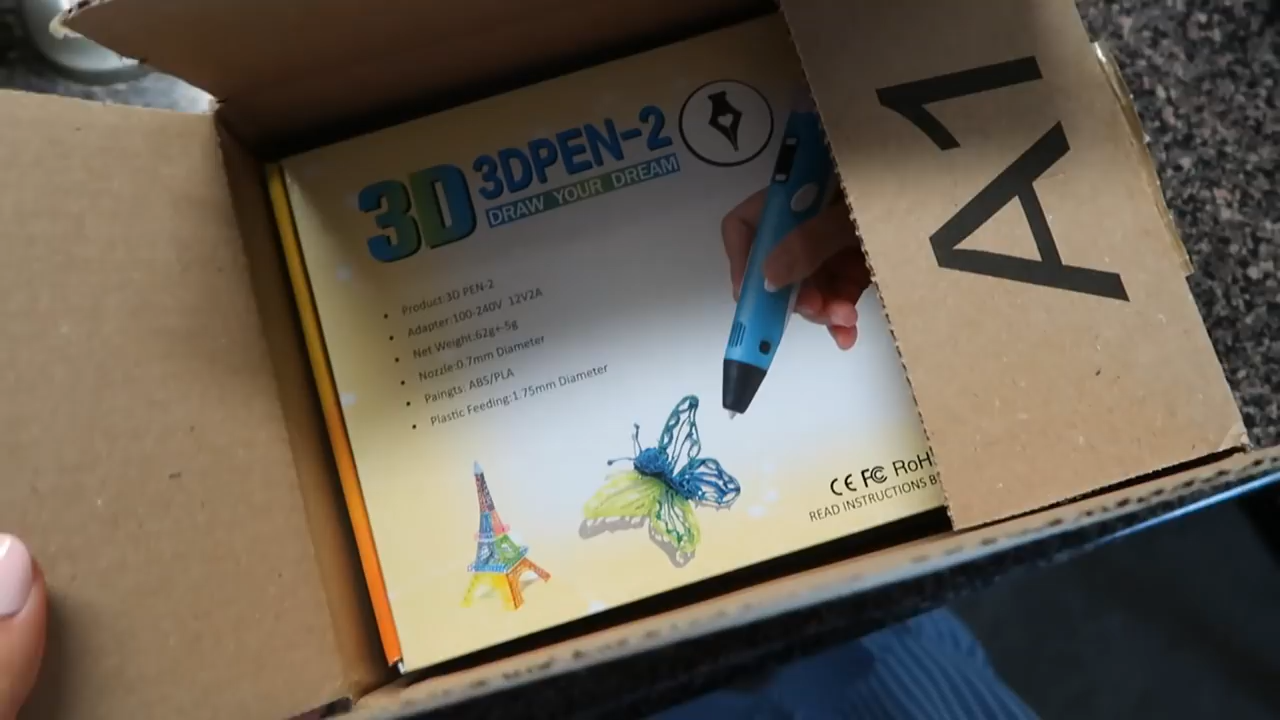 3D
3DPEN-2
DRAW YOUR DREAM
Product:3D PEN-2
Adapter:100-240V 12V2A
Net Weight:62g+-5g
Nozzle:0.7mm Diameter
Paingts: ABS/PLA
Plastic Feeding:1.75mm Diameter
CE FC RoH
READ INSTRUCTIONS B
A1